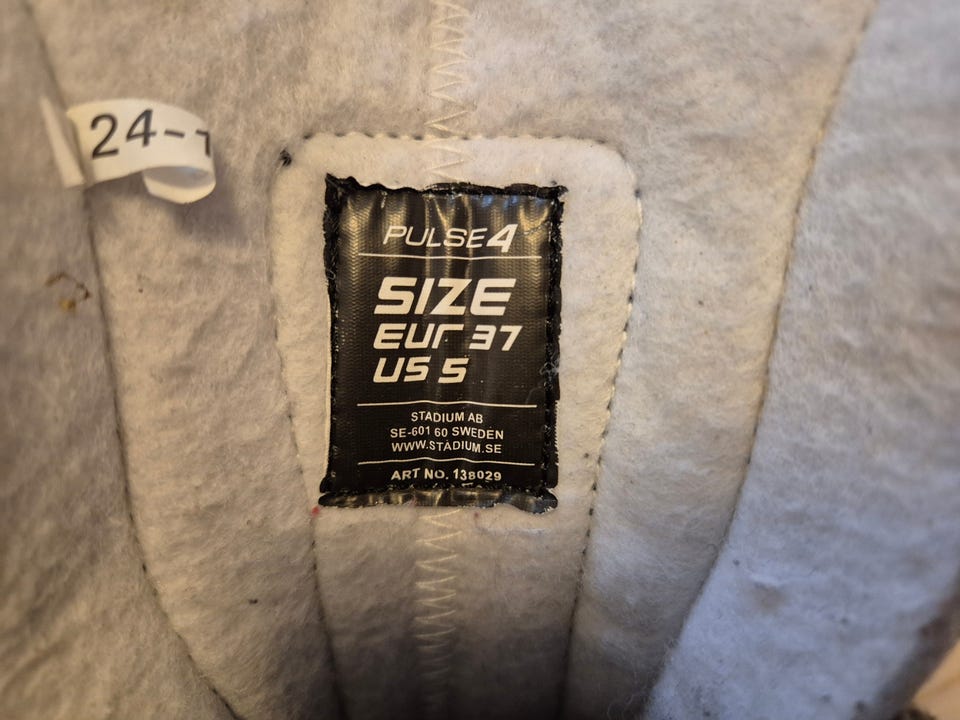 24-
PULSE4
SIZE
EUR 37
US 5
STADIUM AB
SE-601 60 SWEDEN
WWW.STADIUM.SE
ART NO. 138029